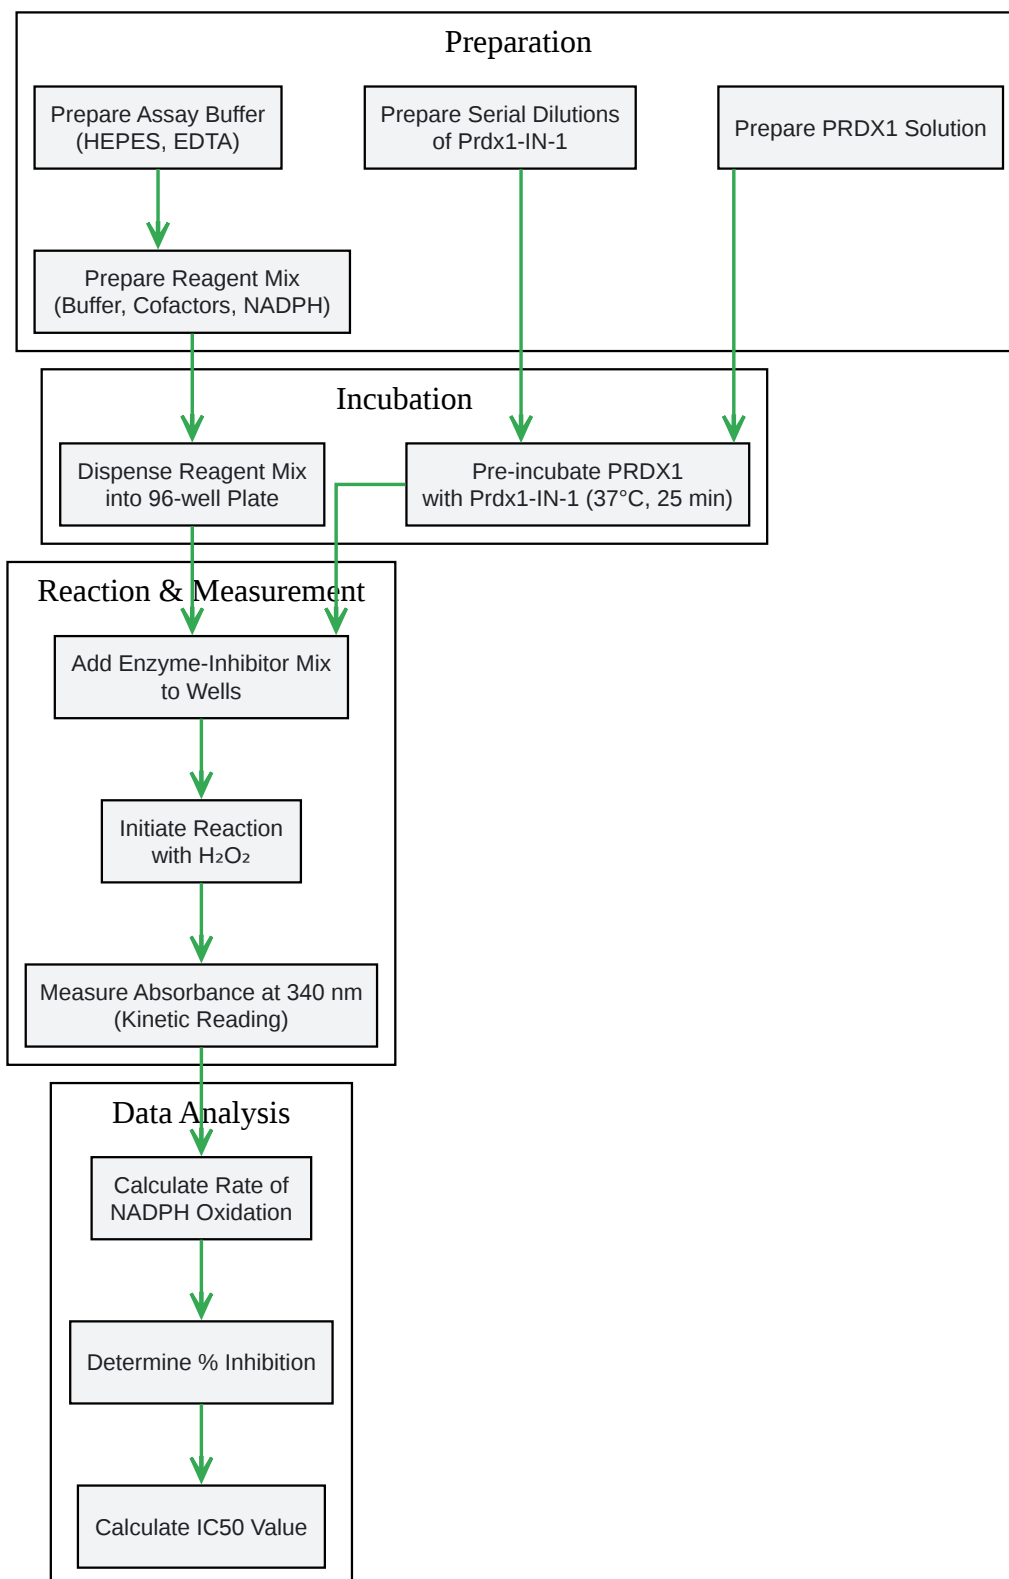 Preparation
Prepare Assay Buffer
(HEPES, EDTA)
Prepare Serial Dilutions
of Prdx1-IN-1
Prepare PRDX1 Solution
Prepare Reagent Mix
(Buffer, Cofactors, NADPH)
Incubation
Dispense Reagent Mix
into 96-well Plate
Pre-incubate PRDX1
with Prdx1-IN-1 (37°C, 25 min)
Reaction & Measurement
Add Enzyme-Inhibitor Mix
to Wells
Initiate Reaction
with H₂O₂
Measure Absorbance at 340 nm
(Kinetic Reading)
Data Analysis
Calculate Rate of
NADPH Oxidation
Determine % Inhibition
Calculate IC50 Value